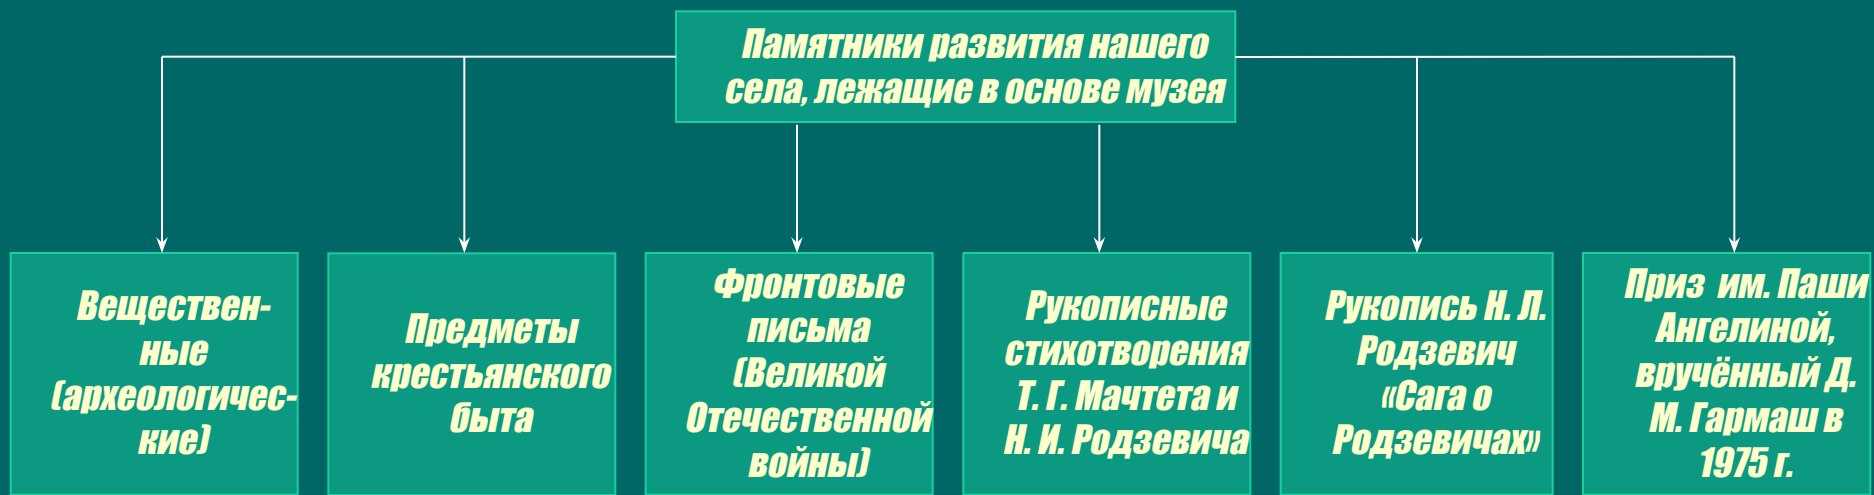 Памятники развития нашего
села, лежащие в основе музея
Веществен-
ные
(археологичес-
кие)
Предметы
крестьянского
быта
Фронтовые
письма
(Великой
Отечественной
войны)
Рукописные
стихотворения
Т. Г. Мачтета и
Н. И. Родзевича
Рукопись Н. Л.
Родзевич
«Сага о
Родзевичах»
Приз им. Паши
Ангелиной,
вручённый Д.
М. Гармаш в
1975 г.